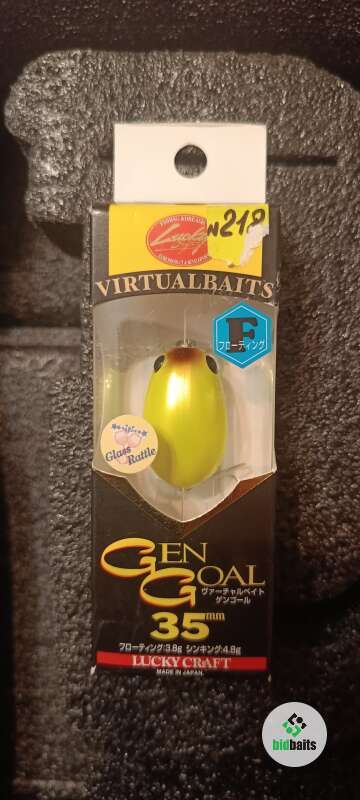 Lucky
N218
VIRTUALBAITS
F
フローティング
Glass
Rattle
GEN
GOAL
ヴァーチャルベイト
ゲンゴール
35mm
フローティング:3.8g シンキング:4.8g
LUCKY CRAFT
MADE IN JAPAN.
bidbaits